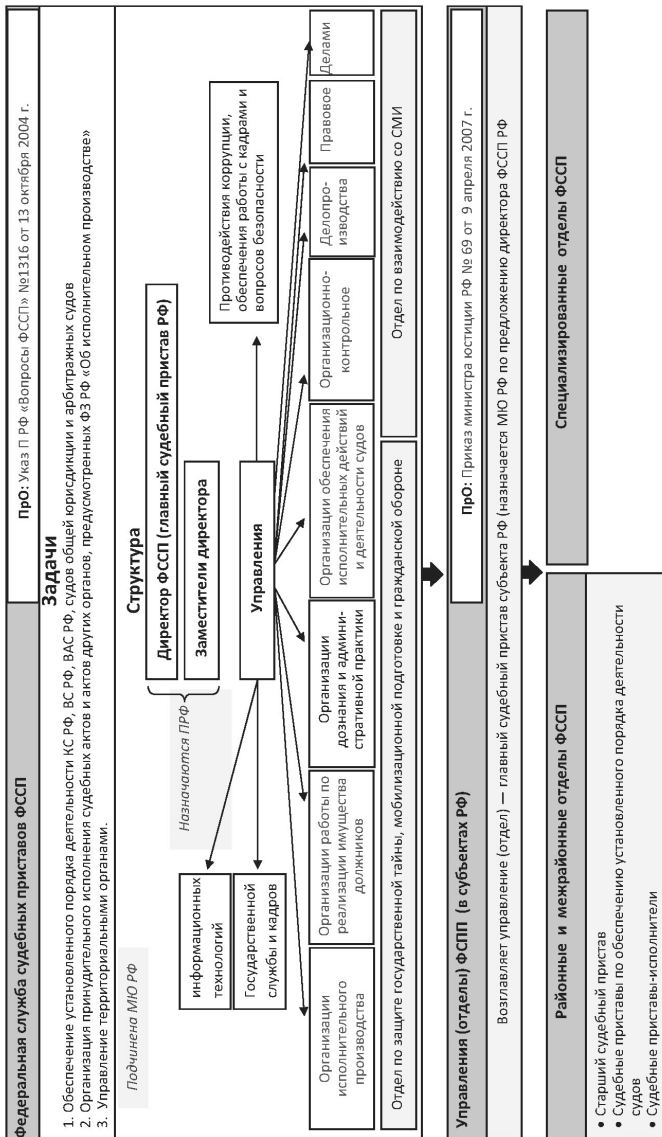 Федеральная служба судебных приставов ФССП
ПрО: Указ П РФ «Вопросы ФССП» №1316 от 13 октября 2004 г.
Задачи
1. Обеспечение установленного порядка деятельности КС РФ, ВС РФ, ВАС РФ, судов общей юрисдикции и арбитражных судов
2. Организация принудительного исполнения судебных актов и актов других органов, предусмотренных ФЗ РФ «Об исполнительном производстве»
3. Управление территориальными органами.
Структура
Подчинена МЮ РФ
Директор ФССП (главный судебный пристав РФ)
Назначаются ПРФ
Заместители директора
Управления
информационных
технологий
Государственной
службы и кадров
Противодействия коррупции,
обеспечения работы с кадрами и
вопросов безопасности
Организации
исполнительного
производства
Организации работы по
реализации имущества
должников
Организации
дознания и админи-
стративной практики
Организации обеспечения
исполнительных действий
и деятельности судов
Организационно-
контрольное
Делопро-
изводства
Правовое
Делами
Отдел по защите государственной тайны, мобилизационной подготовке и гражданской обороне
Отдел по взаимодействию со СМИ
Управления (отделы) ФСПП (в субъектах РФ)
ПрО: Приказ министра юстиции РФ № 69 от 9 апреля 2007 г.
Возглавляет управление (отдел) — главный судебный пристав субъекта РФ (назначается МЮ РФ по предложению директора ФССП РФ
Районные и межрайонные отделы ФССП
Специализированные отделы ФССП
• Старший судебный пристав
• Судебные приставы по обеспечению установленного порядка деятельности
судов
• Судебные приставы-исполнители